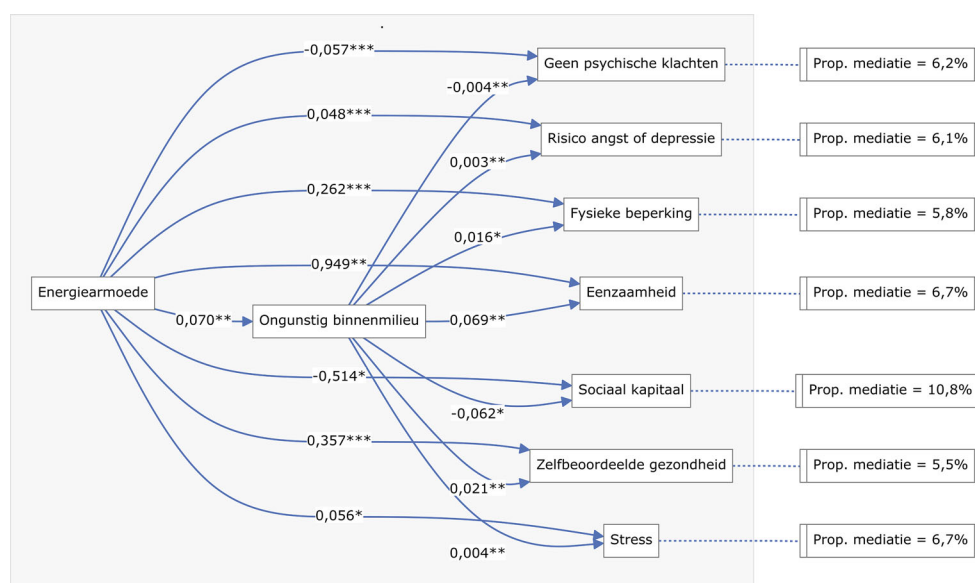 -0,057***
Geen psychische klachten
Prop. mediatie = 6,2%
-0,004**
0,048***
Risico angst of depressie
Prop. mediatie = 6,1%
0,003**
0,262***
Fysieke beperking
Prop. mediatie = 5,8%
0,016*
0,949**
Energiearmoede
Eenzaamheid
Prop. mediatie = 6,7%
0,070**
Ongunstig binnenmilieu
0,069**
-0,514*
Sociaal kapitaal
Prop. mediatie = 10,8%
-0,062*
0,357***
Zelfbeoordeelde gezondheid
Prop. mediatie = 5,5%
0,021**
0,056*
Stress
Prop. mediatie = 6,7%
0,004**